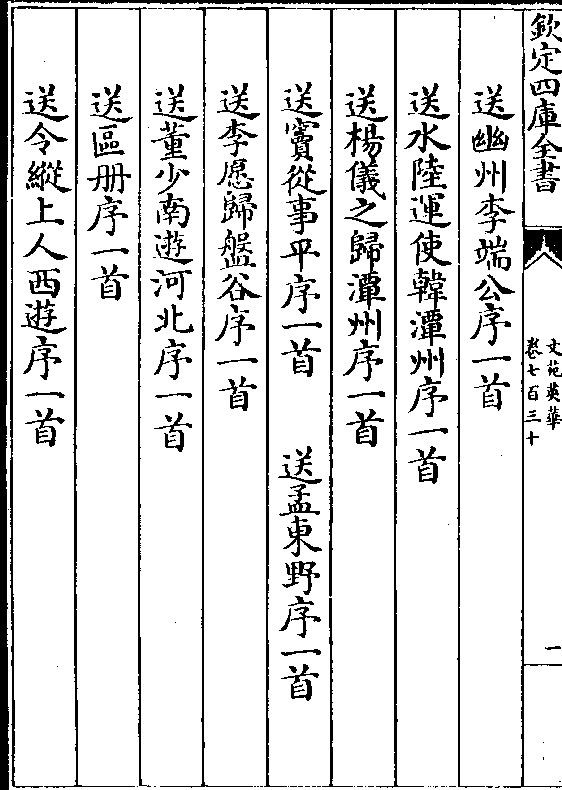 欽定四庫全書
文苑英華
卷七百三十
一
送幽州李端公序一首
送水陸運使韓潭州序一首
送楊儀之歸潭州序一首
送竇從事平序一首 送孟東野序一首
送李愿歸盤谷序一首
送董少南遊河北序一首
送區册序一首
送令縱上人西遊序一首